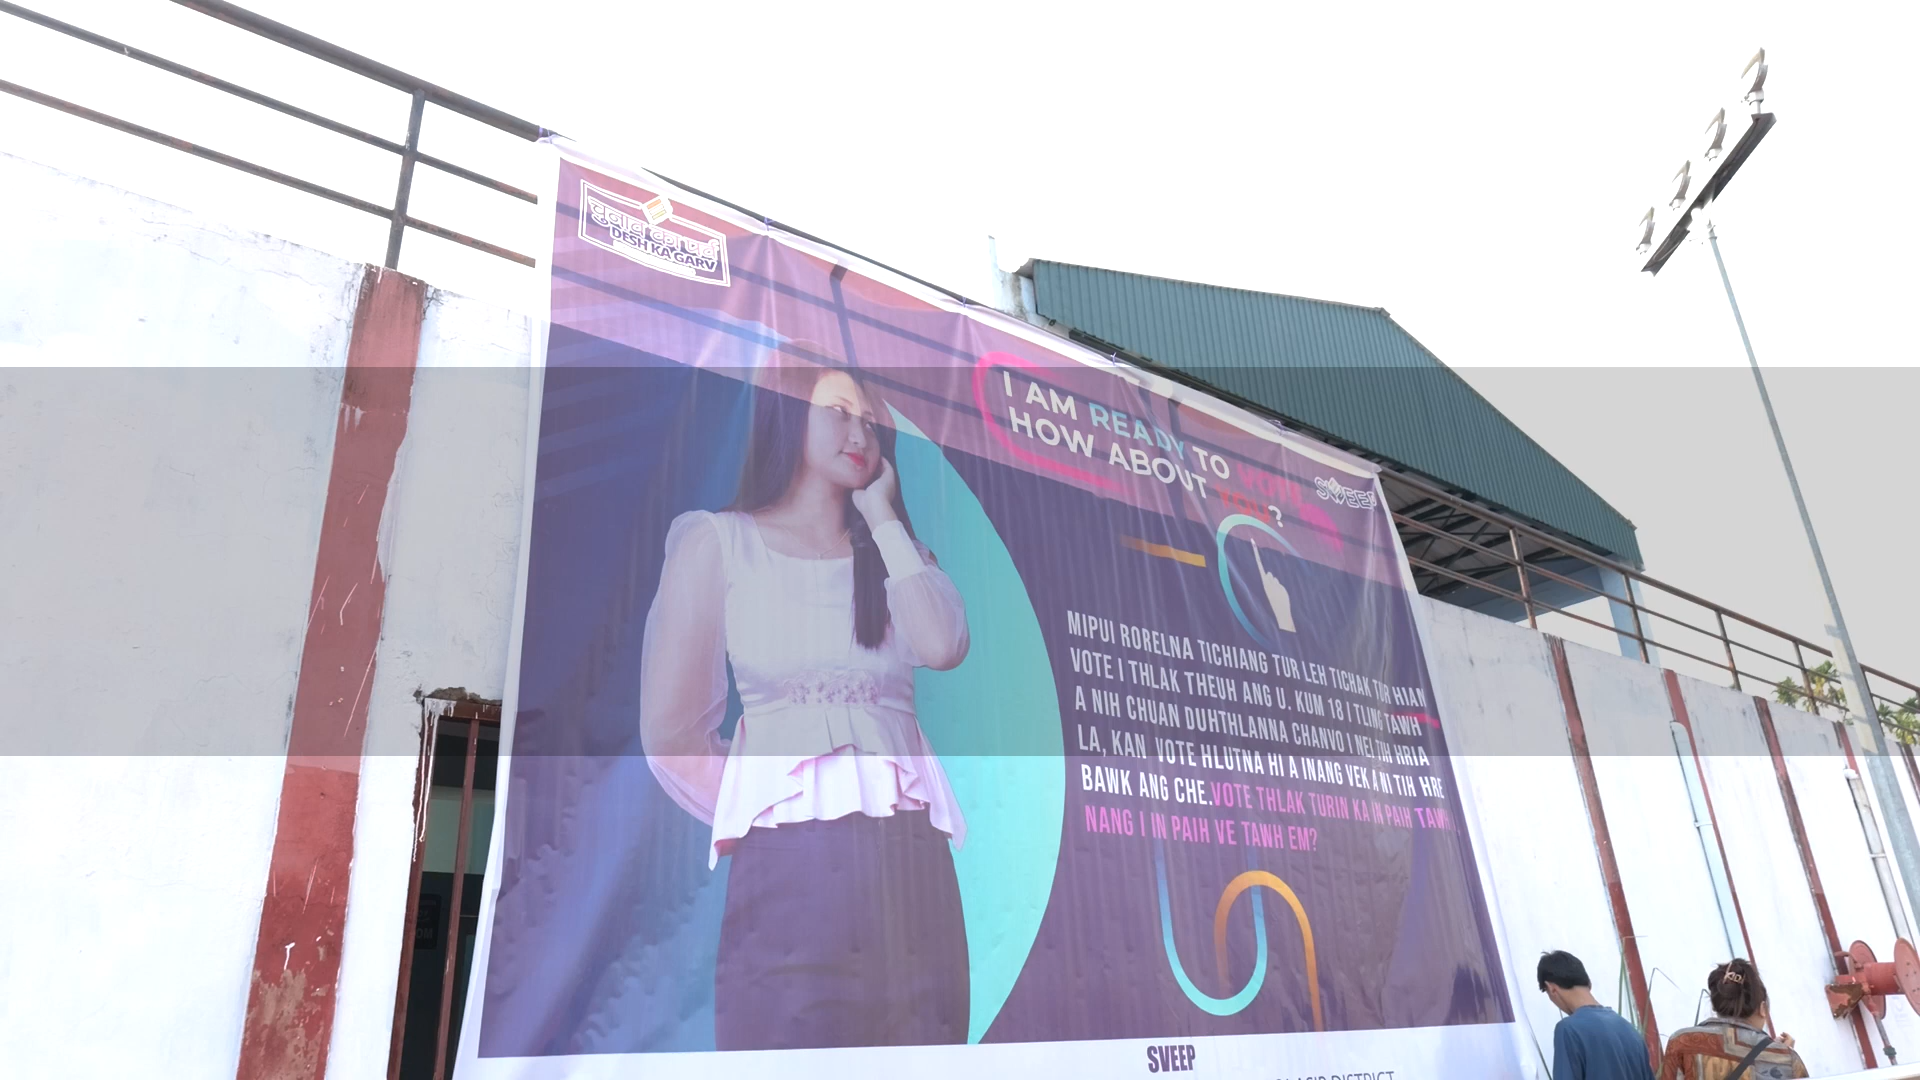 चुनाव का पर्व
DESH KA GARV
I AM READY TO VOTE
HOW ABOUT YOU?
SVEEP
MIPUI RORELNA TICHIANG TUR LEH TICHAK TUR HIAN
VOTE I THLAK THEUH ANG U. KUM 18 I TLING TAWH
A NIH CHUAN DUHTHLANNA CHANVO I NEI TIH HRIA
LA, KAN VOTE HLUTNA HI A INANG VEK A NI TIH HRE
BAWK ANG CHE.VOTE THLAK TURIN KA IN PAIH TAWH
NANG I IN PAIH VE TAWH EM?
SVEEP
DISTRICT